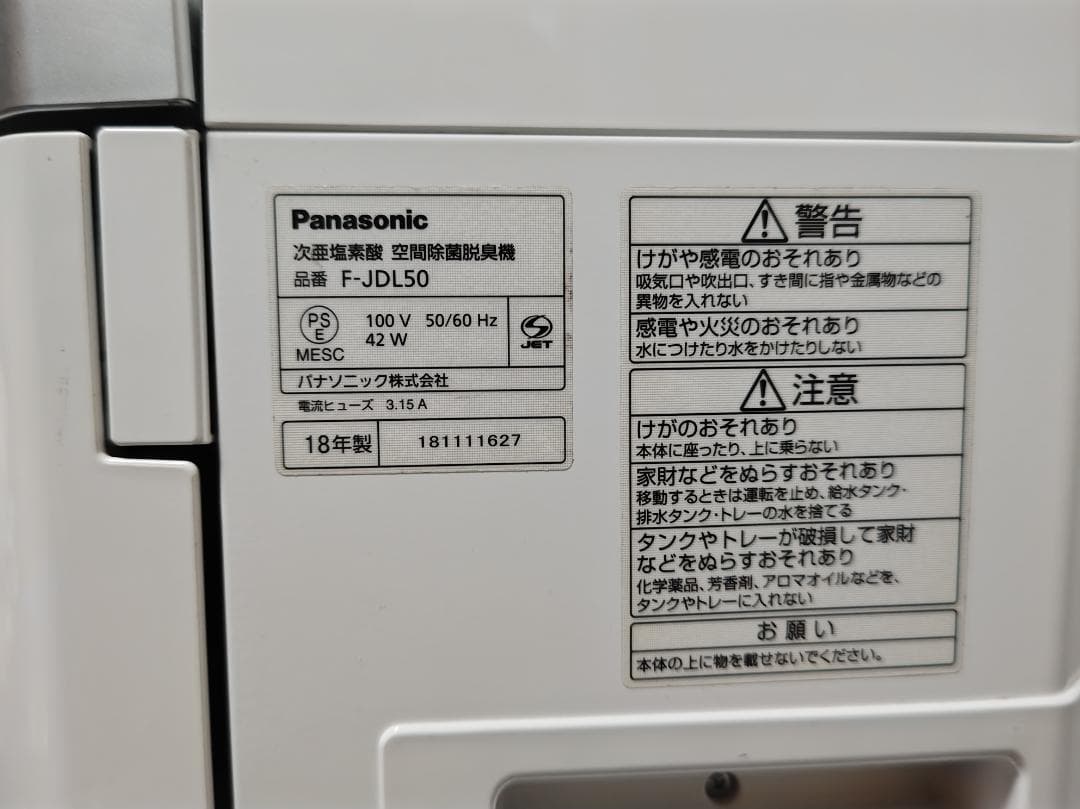 Panasonic
次亜塩素酸 空間除菌脱臭機
品番 F-JDL50
PS
E
MESC
100 V 50/60 Hz
42 W
JET
パナソニック株式会社
電流ヒューズ 3.15 A
18年製 181111627
警告
けがや感電のおそれあり
吸気口や吹出口、すき間に指や金属物などの
異物を入れない
感電や火災のおそれあり
水につけたり水をかけたりしない
注意
けがのおそれあり
本体に座ったり、上に乗らない
家財などをぬらすおそれあり
移動するときは運転を止め、給水タンク・
排水タンク・トレーの水を捨てる
タンクやトレーが破損して家財
などをぬらすおそれあり
化学薬品、芳香剤、アロマオイルなどを、
タンクやトレーに入れない
お願い
本体の上に物を載せないでください。